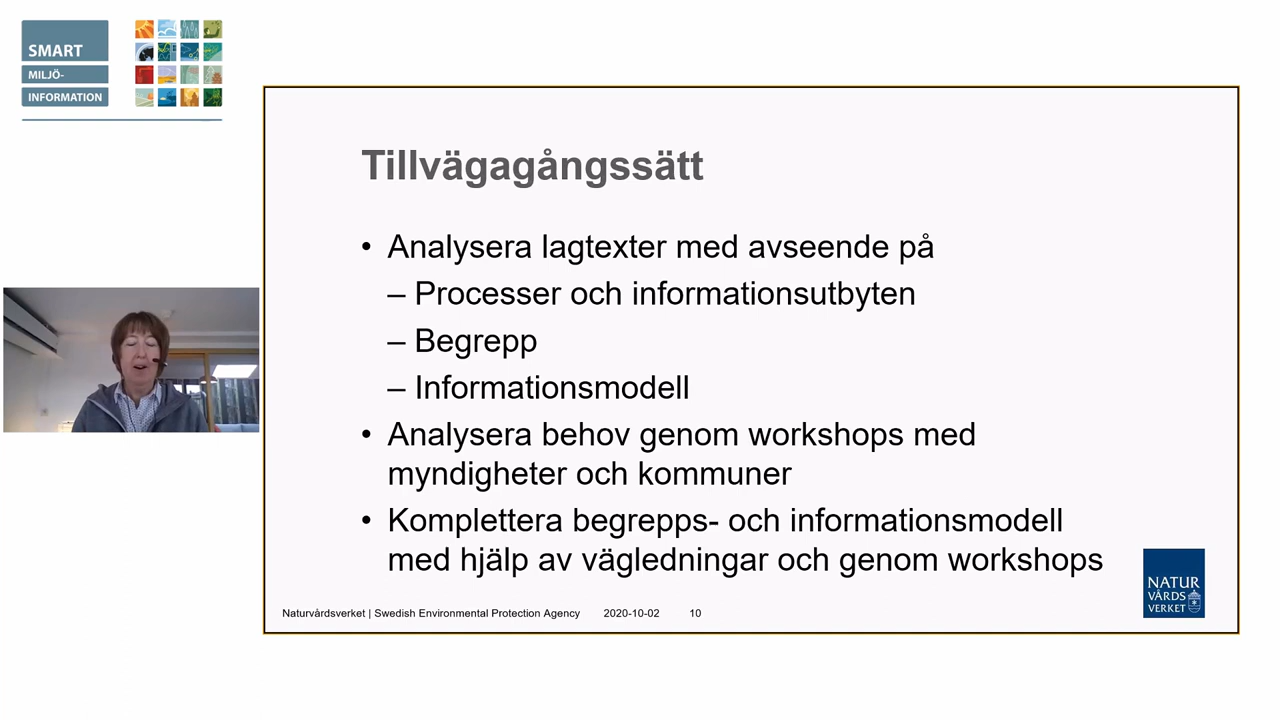 SMART
MILJÖ-
INFORMATION
Tillvägagångssätt
• Analysera lagtexter med avseende på
– Processer och informationsutbyten
– Begrepp
– Informationsmodell
• Analysera behov genom workshops med
myndigheter och kommuner
• Komplettera begrepps- och informationsmodell
med hjälp av vägledningar och genom workshops
Naturvårdsverket | Swedish Environmental Protection Agency 2020-10-02 10
NATUR
VÅRDS
VERKET